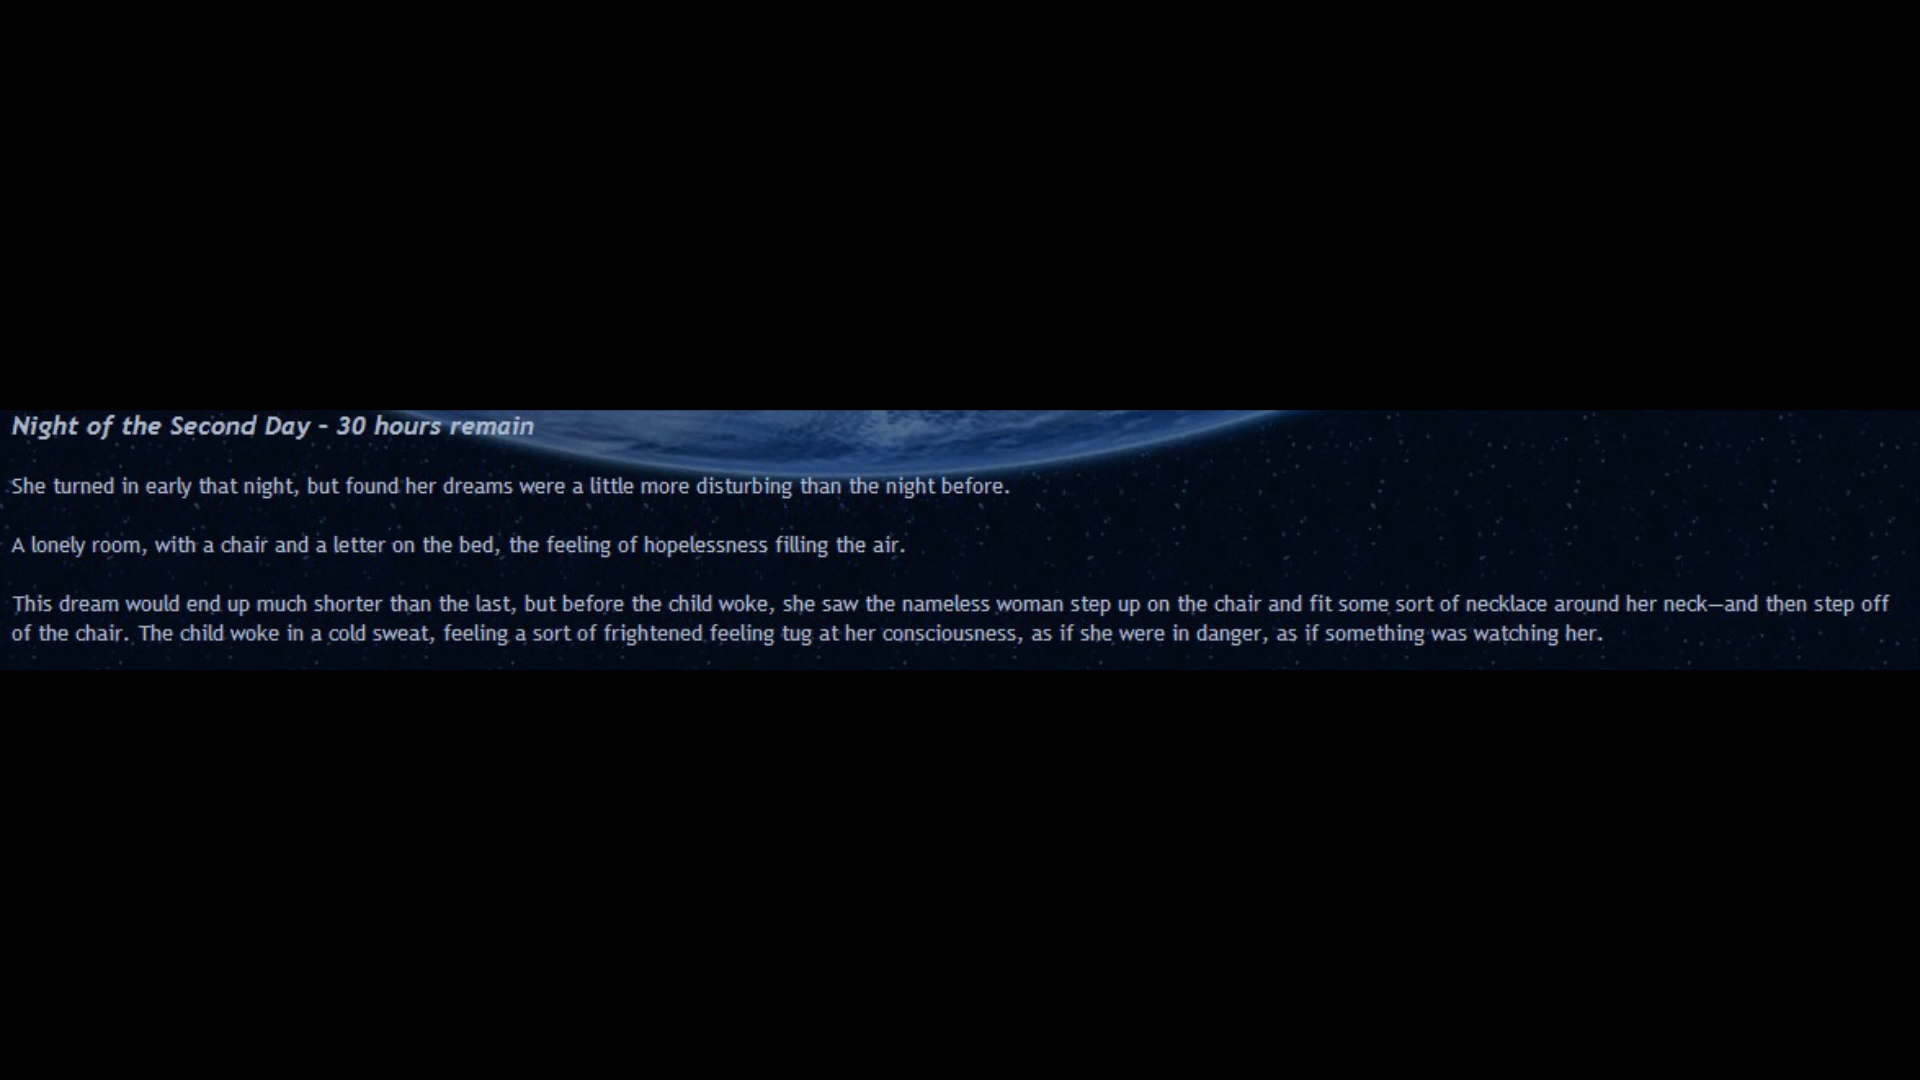 Night of the Second Day – 30 hours remain
She turned in early that night, but found her dreams were a little more disturbing than the night before.
A lonely room, with a chair and a letter on the bed, the feeling of hopelessness filling the air.
This dream would end up much shorter than the last, but before the child woke, she saw the nameless woman step up on the chair and fit some sort of necklace around her neck—and then step off
of the chair. The child woke in a cold sweat, feeling a sort of frightened feeling tug at her consciousness, as if she were in danger, as if something was watching her.